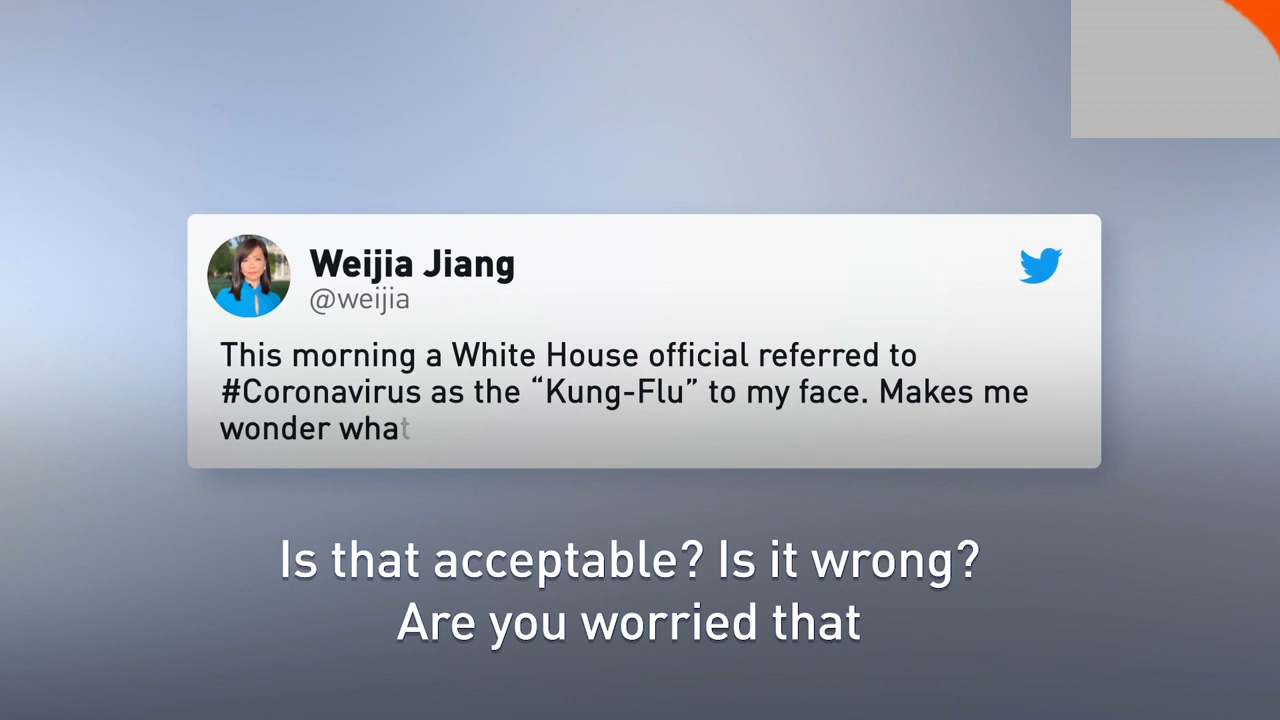 Weijia Jiang
@weijia
This morning a White House official referred to
#Coronavirus as the “Kung-Flu” to my face. Makes me
wonder what
Is that acceptable? Is it wrong?
Are you worried that